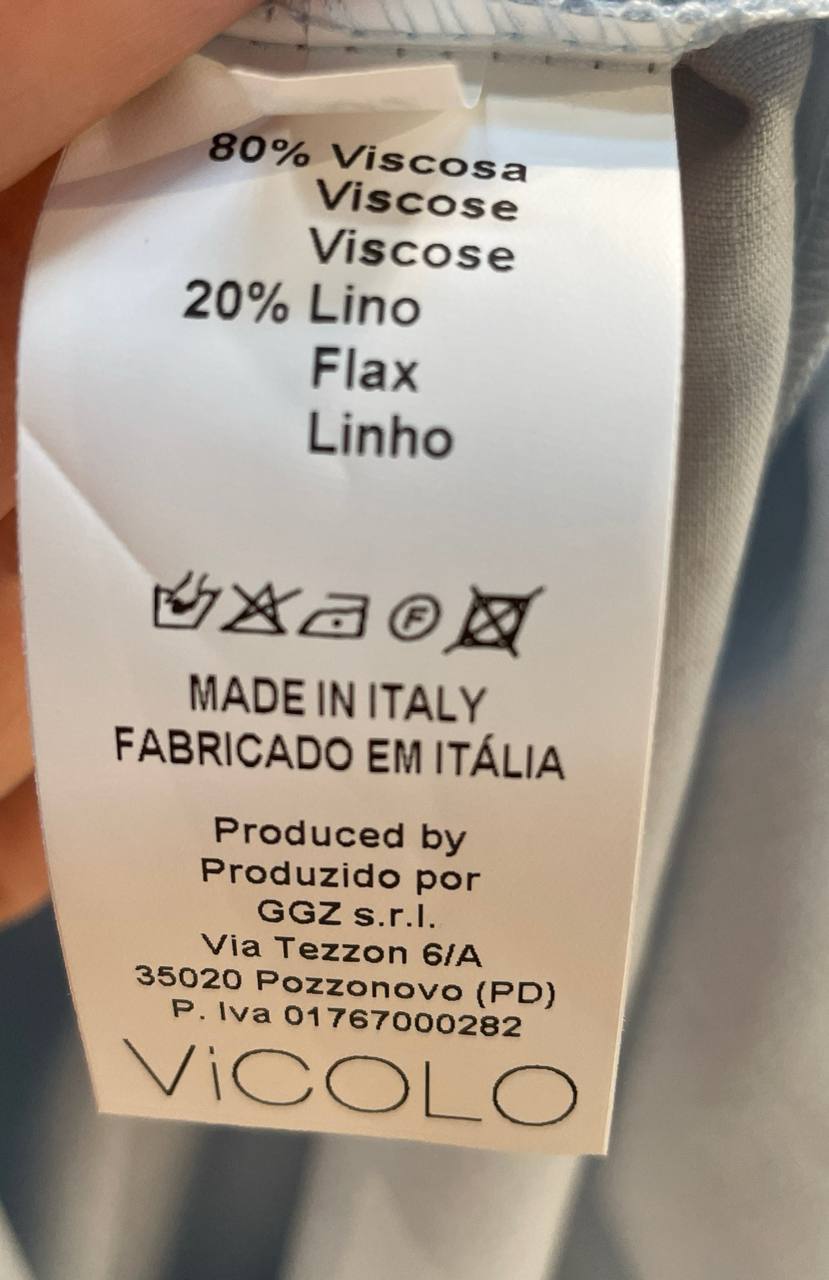 80% Viscosa
Viscose
Viscose
20% Lino
Flax
Linho
F
MADE IN ITALY
FABRICADO EM ITÁLIA
Produced by
Produzido por
GGZ s.r.l.
Via Tezzon 6/A
35020 Pozzonovo (PD)
P. Iva 01767000282
ViCOLO